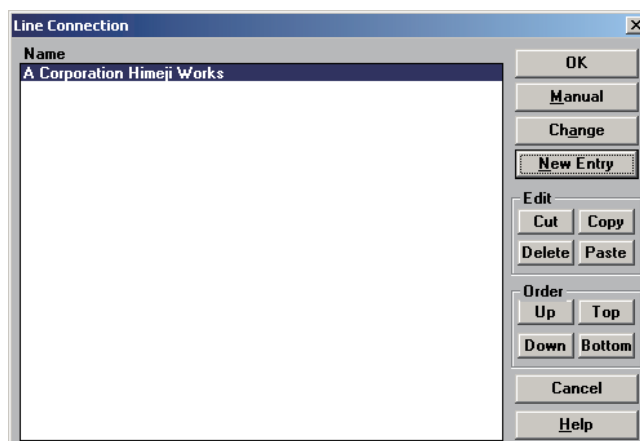 Line Connection
Name
A Corporation Himeji Works
OK
Manual
Change
New Entry
Edit
Cut Copy
Delete Paste
Order
Up Top
Down Bottom
Cancel
Help